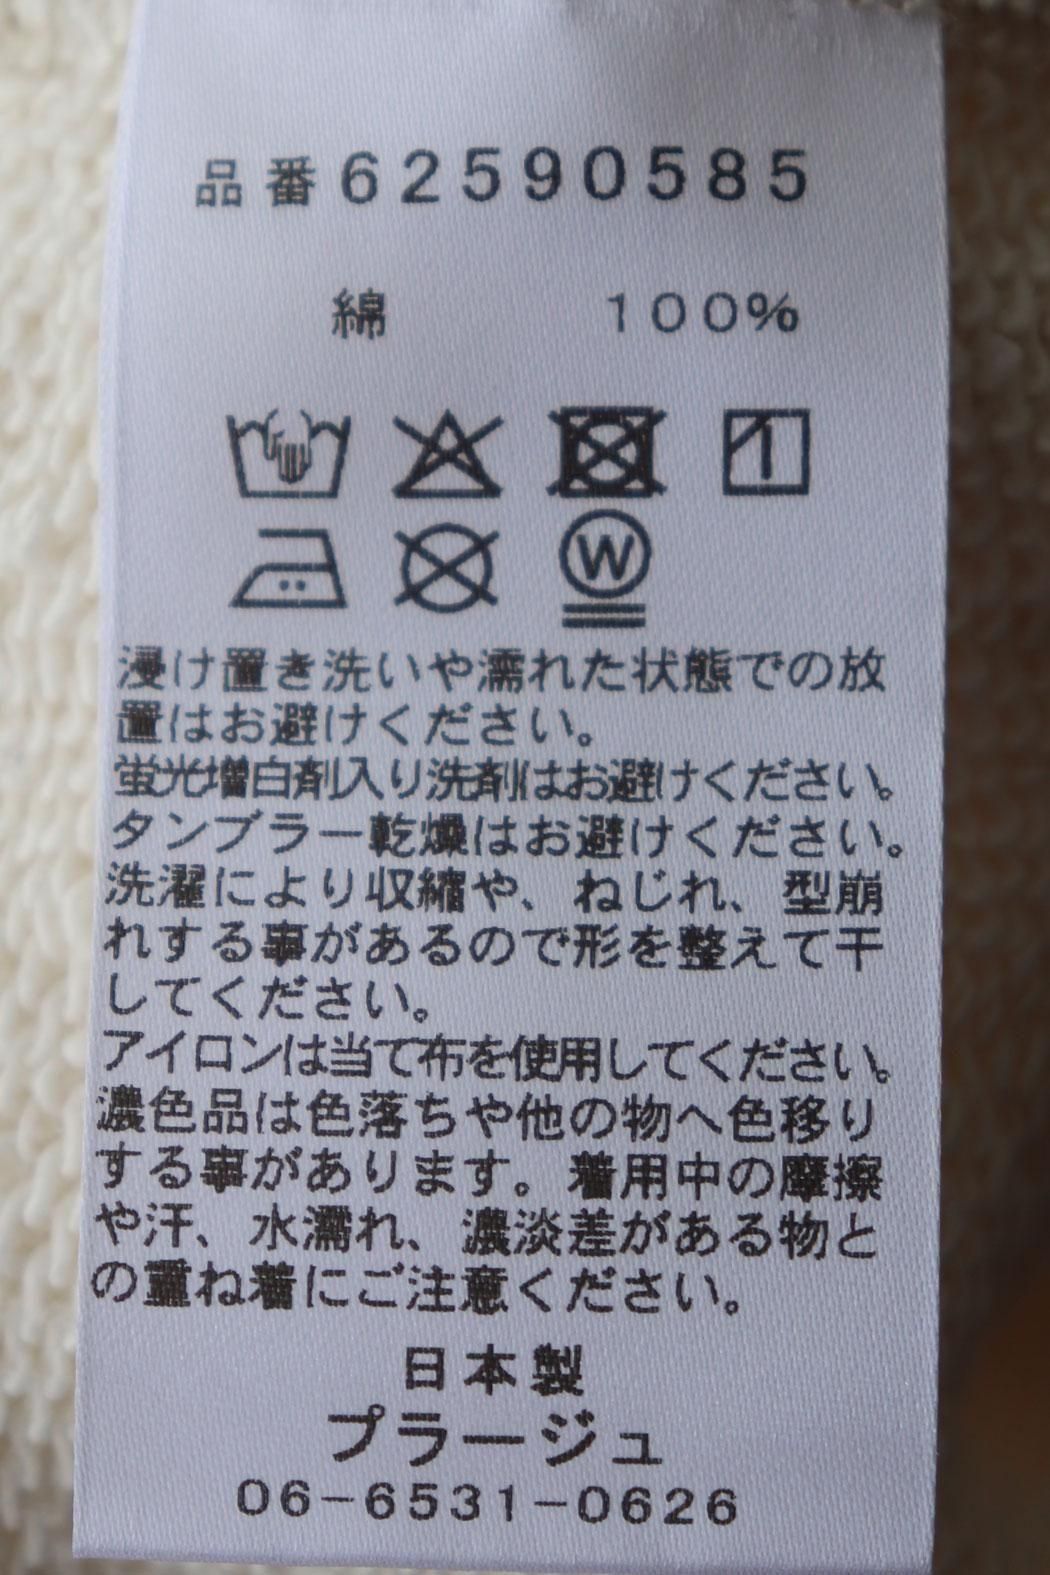 品番62590585
綿 100%
W
浸け置き洗いや濡れた状態での放
置はお避けください。
蛍光増白剤入り洗剤はお避けください。
タンブラー乾燥はお避けください。
洗濯により収縮や、ねじれ、型崩
れする事があるので形を整えて干
してください。
アイロンは当て布を使用してください。
濃色品は色落ちや他の物へ色移り
する事があります。着用中の摩擦
や汗、水濡れ、濃淡差がある物と
の重ね着にご注意ください。
日本製
プラージュ
06-6531-0626